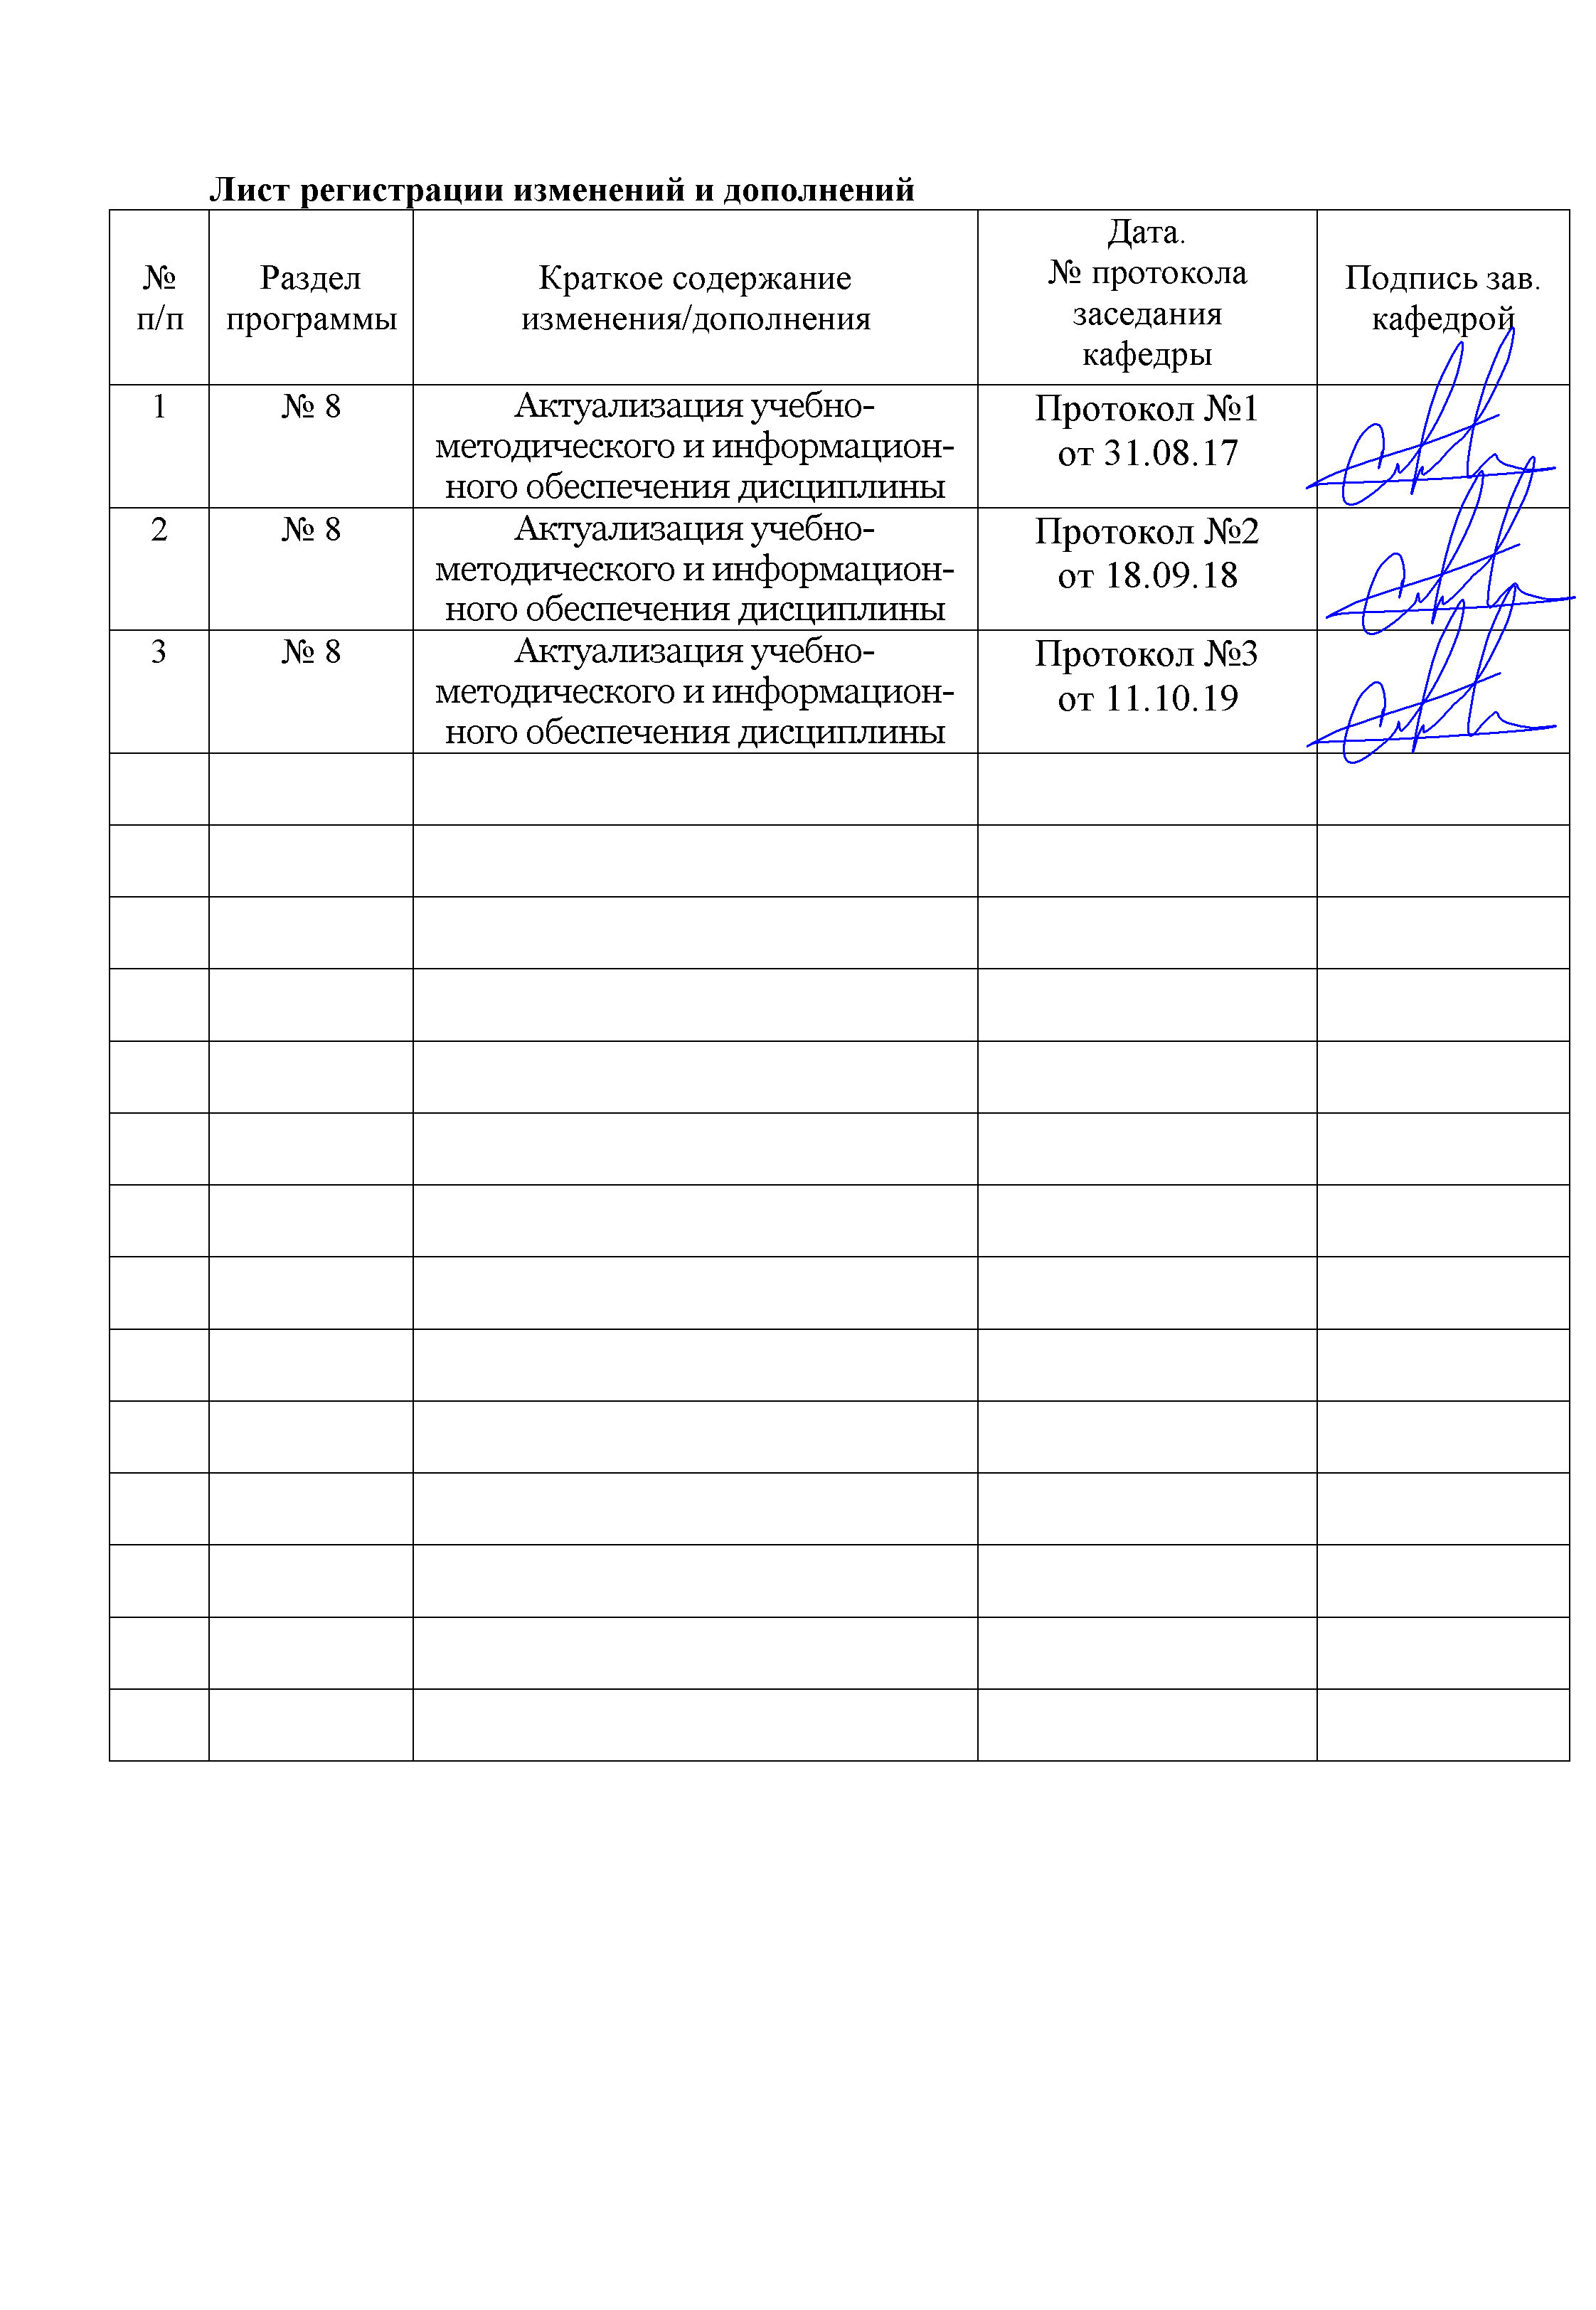 Лист регистрации изменений и дополнений
№
п/п
Раздел
программы
Краткое содержание
изменения/дополнения
Дата.
№ протокола
заседания
кафедры
Подпись зав.
кафедрой
1
№ 8
Актуализация учебно-
методического и информацион-
ного обеспечения дисциплины
Протокол №1
от 31.08.17
2
№ 8
Актуализация учебно-
методического и информацион-
ного обеспечения дисциплины
Протокол №2
от 18.09.18
3
№ 8
Актуализация учебно-
методического и информацион-
ного обеспечения дисциплины
Протокол №3
от 11.10.19